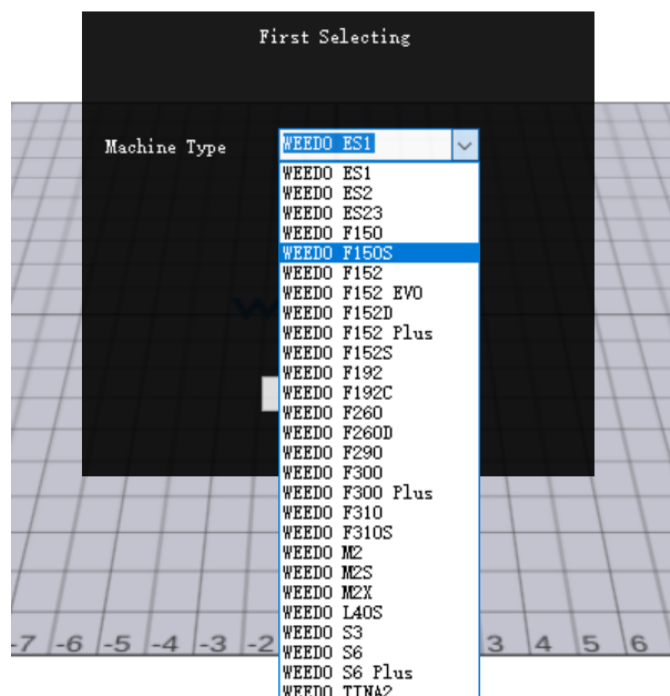 First Selecting
Machine Type
WEEDO ES1
WEEDO ES1
WEEDO ES2
WEEDO ES23
WEEDO F150
WEEDO F150S
WEEDO F152
WEEDO F152 EVO
WEEDO F152D
WEEDO F152 Plus
WEEDO F152S
WEEDO F192
WEEDO F192C
WEEDO F260
WEEDO F260D
WEEDO F290
WEEDO F300
WEEDO F300 Plus
WEEDO F310
WEEDO F310S
WEEDO M2
WEEDO M2S
WEEDO M2X
WEEDO L40S
WEEDO S3
WEEDO S6
WEEDO S6 Plus
WEEDO TINA2
-7 -6 -5 -4 -3 -2 3 4 5 6